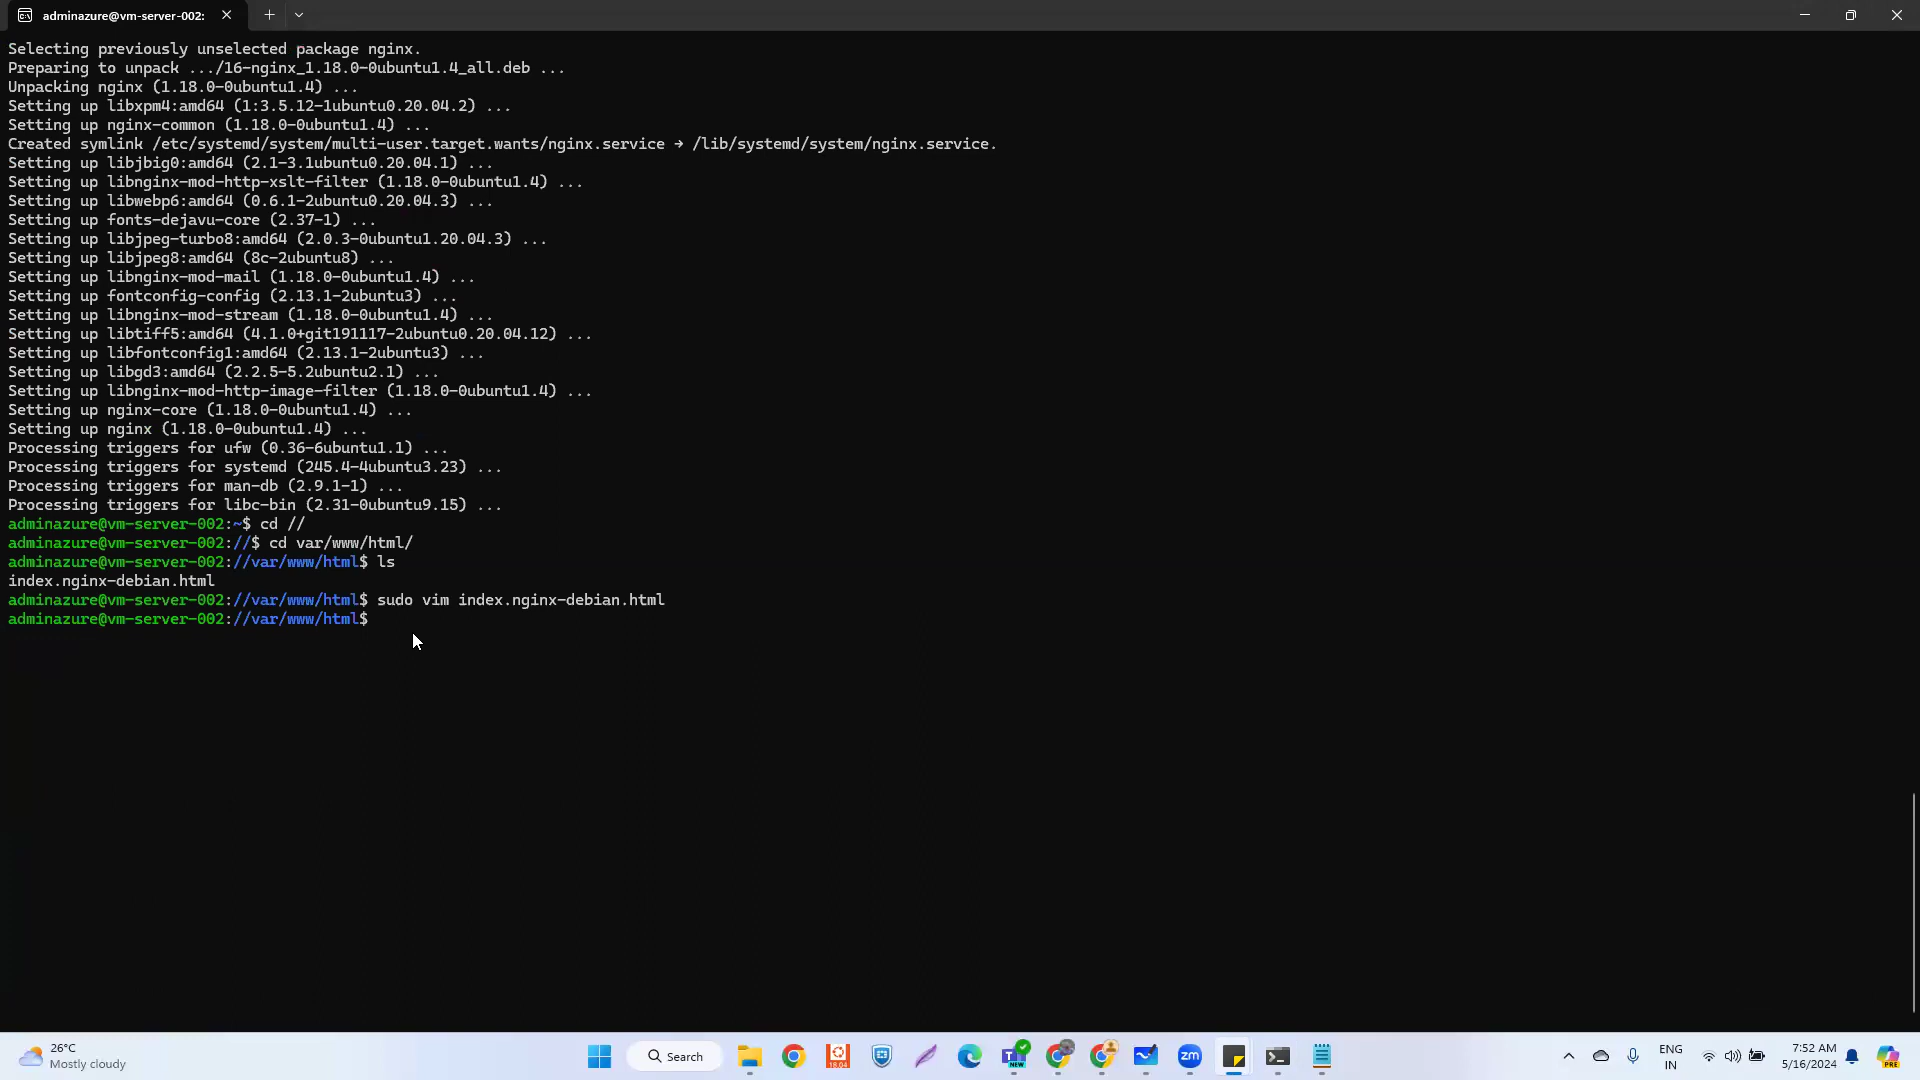 adminazure@vm-server-002:
Selecting previously unselected package nginx.
Preparing to unpack .../16-nginx_1.18.0-0ubuntu1.4_all.deb ...
Unpacking nginx (1.18.0-0ubuntu1.4) ...
Setting up libxpm4:amd64 (1:3.5.12-1ubuntu0.20.04.2) ...
Setting up nginx-common (1.18.0-0ubuntu1.4) ...
Created symlink /etc/systemd/system/multi-user.target.wants/nginx.service → /lib/systemd/system/nginx.service.
Setting up libjbig0:amd64 (2.1-3.1ubuntu0.20.04.1) ...
Setting up libnginx-mod-http-xslt-filter (1.18.0-0ubuntu1.4) ...
Setting up libwebp6:amd64 (0.6.1-2ubuntu0.20.04.3) ...
Setting up fonts-dejavu-core (2.37-1) ...
Setting up libjpeg-turbo8:amd64 (2.0.3-0ubuntu1.20.04.3) ...
Setting up libjpeg8:amd64 (8c-2ubuntu8) ...
Setting up libnginx-mod-mail (1.18.0-0ubuntu1.4) ...
Setting up fontconfig-config (2.13.1-2ubuntu3) ...
Setting up libnginx-mod-stream (1.18.0-0ubuntu1.4) ...
Setting up libtiff5:amd64 (4.1.0+git191117-2ubuntu0.20.04.12) ...
Setting up libfontconfig1:amd64 (2.13.1-2ubuntu3) ...
Setting up libgd3:amd64 (2.2.5-5.2ubuntu2.1) ...
Setting up libnginx-mod-http-image-filter (1.18.0-0ubuntu1.4) ...
Setting up nginx-core (1.18.0-0ubuntu1.4) ...
Setting up nginx (1.18.0-0ubuntu1.4) ...
Processing triggers for ufw (0.36-6ubuntu1.1) ...
Processing triggers for systemd (245.4-4ubuntu3.23) ...
Processing triggers for man-db (2.9.1-1) ...
Processing triggers for libc-bin (2.31-0ubuntu9.15) ...
adminazure@vm-server-002:~$ cd //
adminazure@vm-server-002://$ cd var/www/html/
adminazure@vm-server-002://var/www/html$ ls
index.nginx-debian.html
adminazure@vm-server-002://var/www/html$ sudo vim index.nginx-debian.html
adminazure@vm-server-002://var/www/html$
26°C
Mostly cloudy
Search
18.04
NEW
zm
ENG
IN
7:52 AM
5/16/2024
PRE